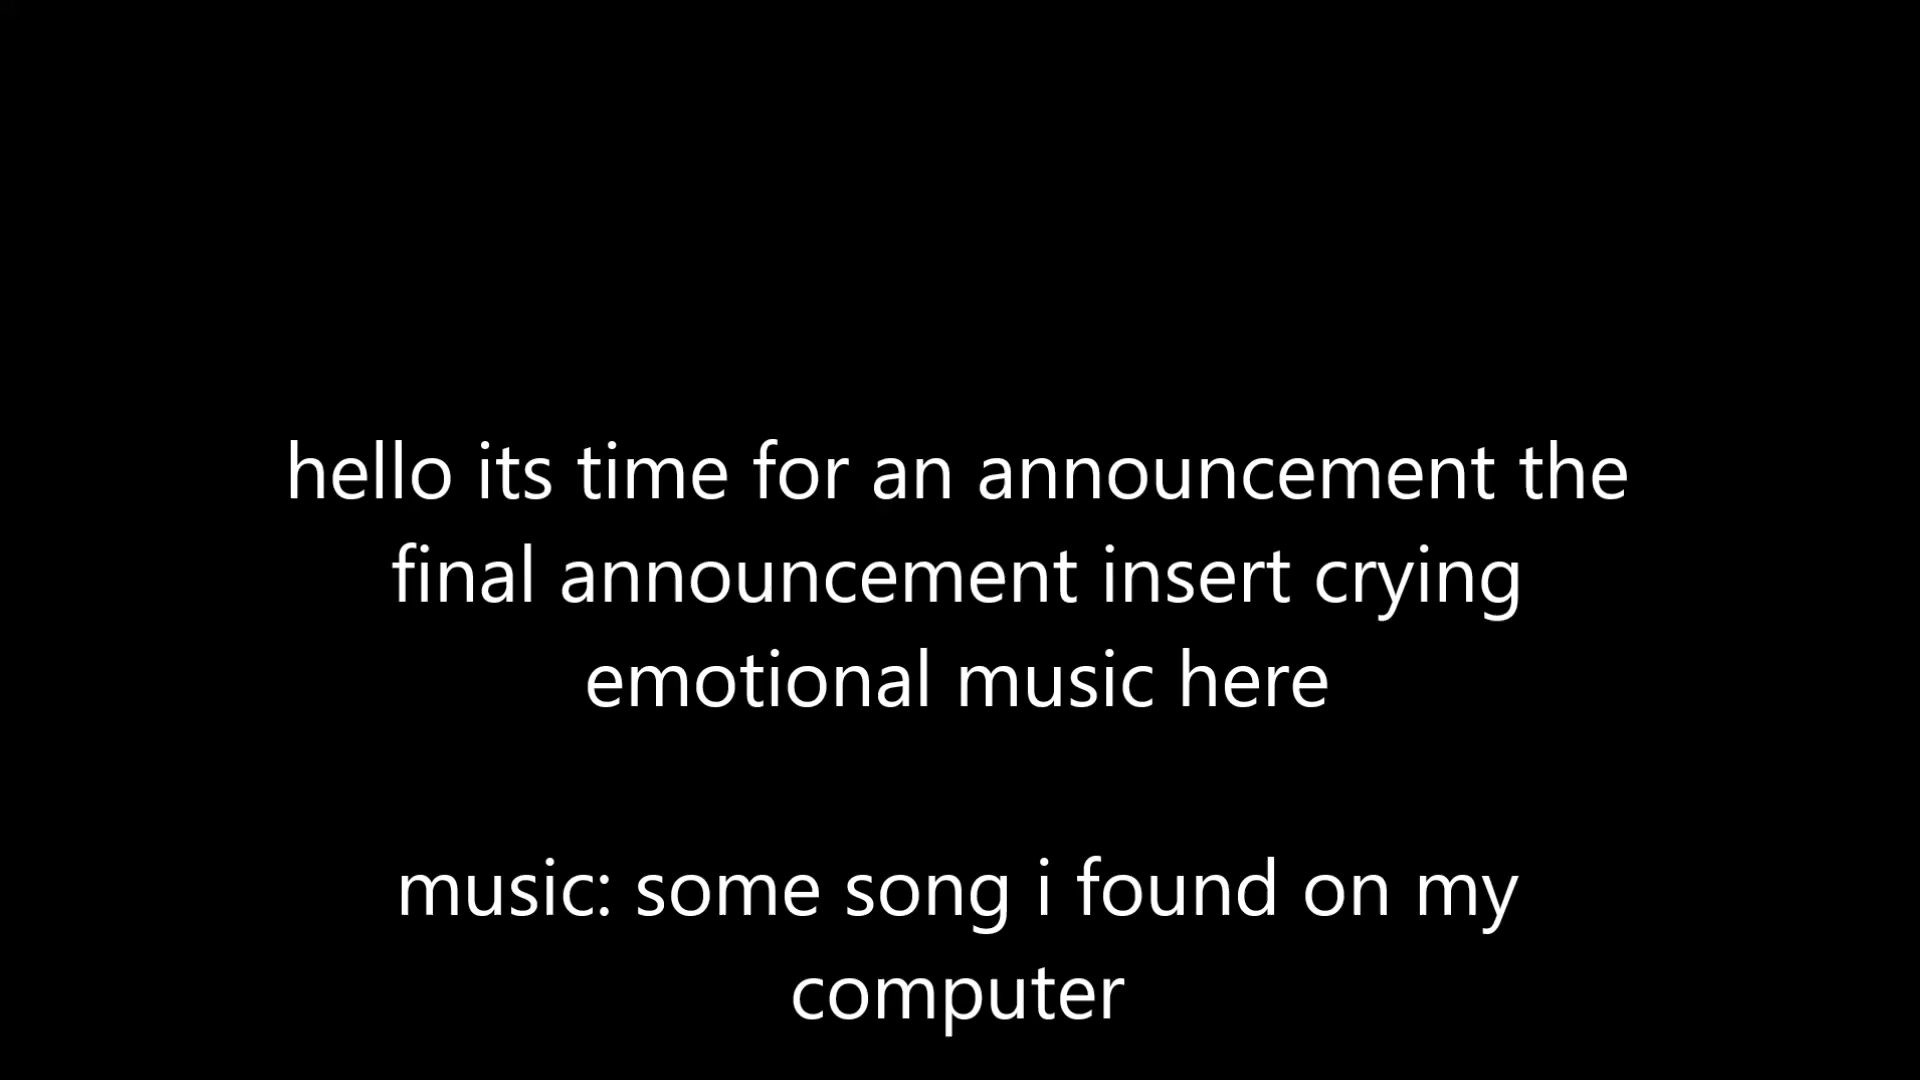 hello its time for an announcement the
final announcement insert crying
emotional music here
music: some song i found on my
computer